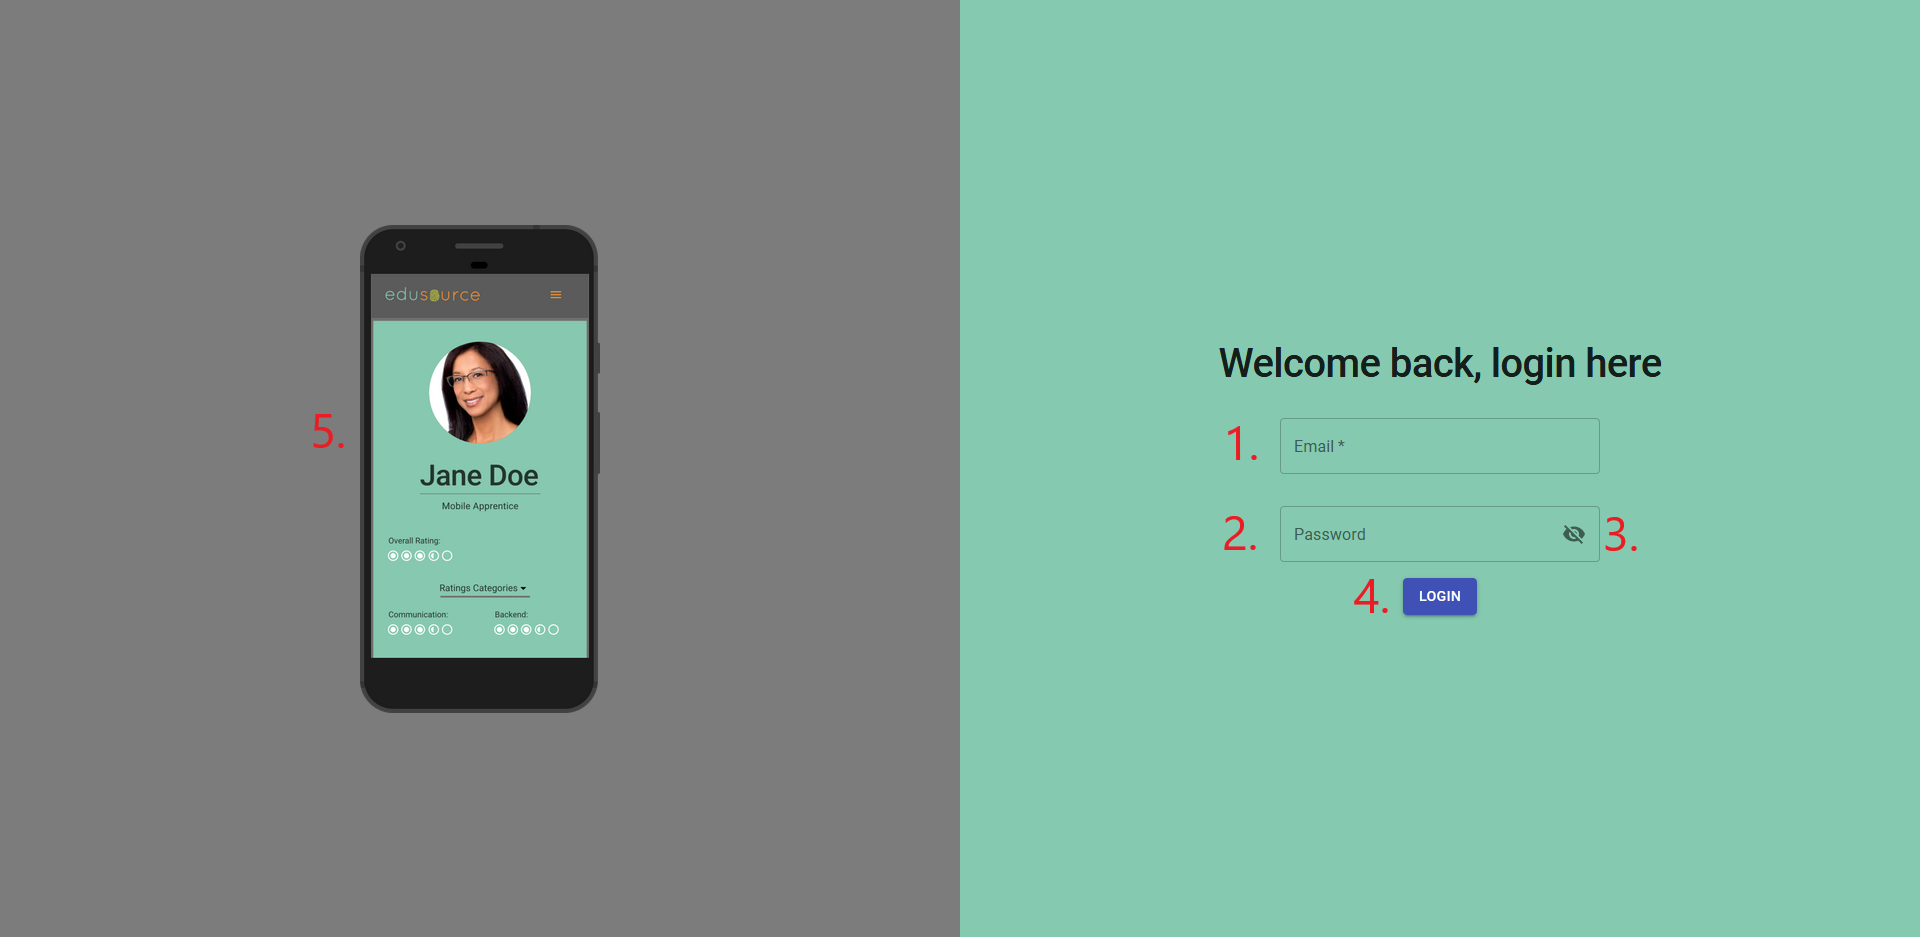 5.
edusource
Jane Doe
Mobile Apprentice
Overall Rating:
Ratings Categories
Communication:
Backend:
Welcome back, login here
1.
Email *
2.
Password
3.
4.
LOGIN